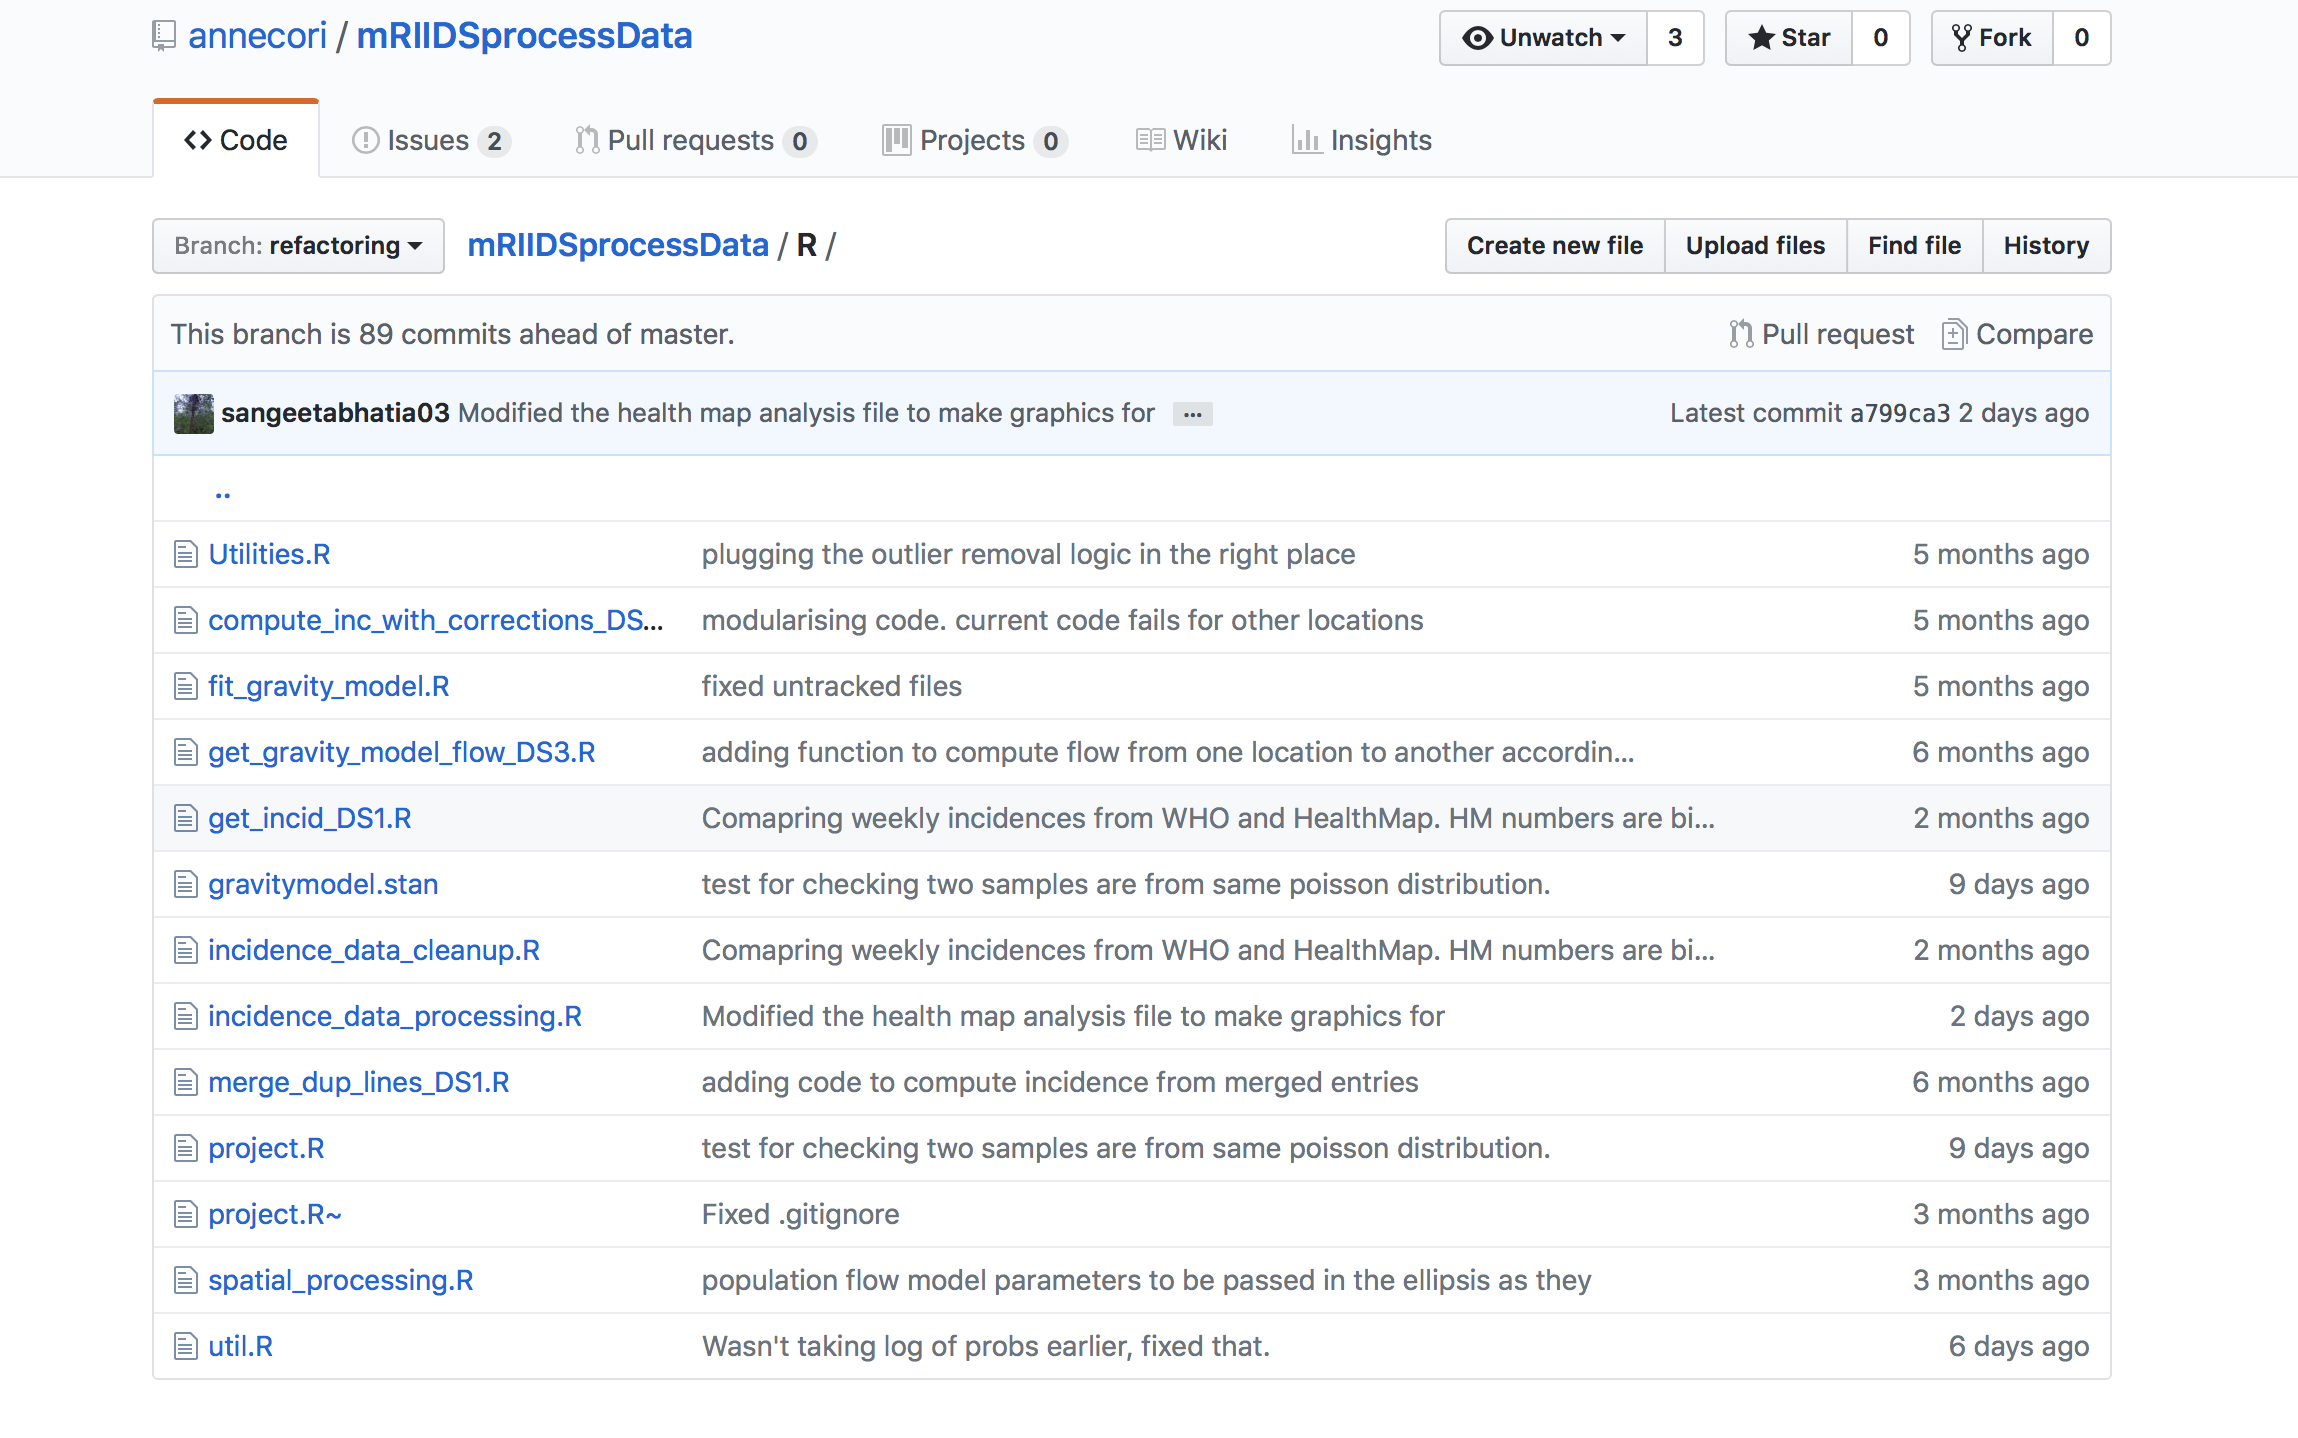 annecori / mRIIDSprocessData Unwatch 3 Star 0 Fork 0
Code Issues 2 Pull requests 0 Projects 0 Wiki Insights
Branch: refactoring mRIIDSprocessData / R / Create new file Upload files Find file History
This branch is 89 commits ahead of master. Pull request Compare
sangeetabhatia03 Modified the health map analysis file to make graphics for ... Latest commit a799ca3 2 days ago
..
Utilities.R plugging the outlier removal logic in the right place 5 months ago
compute_inc_with_corrections_DS... modularising code. current code fails for other locations 5 months ago
fit_gravity_model.R fixed untracked files 5 months ago
get_gravity_model_flow_DS3.R adding function to compute flow from one location to another accordin... 6 months ago
get_incid_DS1.R Comapring weekly incidences from WHO and HealthMap. HM numbers are bi... 2 months ago
gravitymodel.stan test for checking two samples are from same poisson distribution. 9 days ago
incidence_data_cleanup.R Comapring weekly incidences from WHO and HealthMap. HM numbers are bi... 2 months ago
incidence_data_processing.R Modified the health map analysis file to make graphics for 2 days ago
merge_dup_lines_DS1.R adding code to compute incidence from merged entries 6 months ago
project.R test for checking two samples are from same poisson distribution. 9 days ago
project.R~ Fixed .gitignore 3 months ago
spatial_processing.R population flow model parameters to be passed in the ellipsis as they 3 months ago
util.R Wasn't taking log of probs earlier, fixed that. 6 days ago